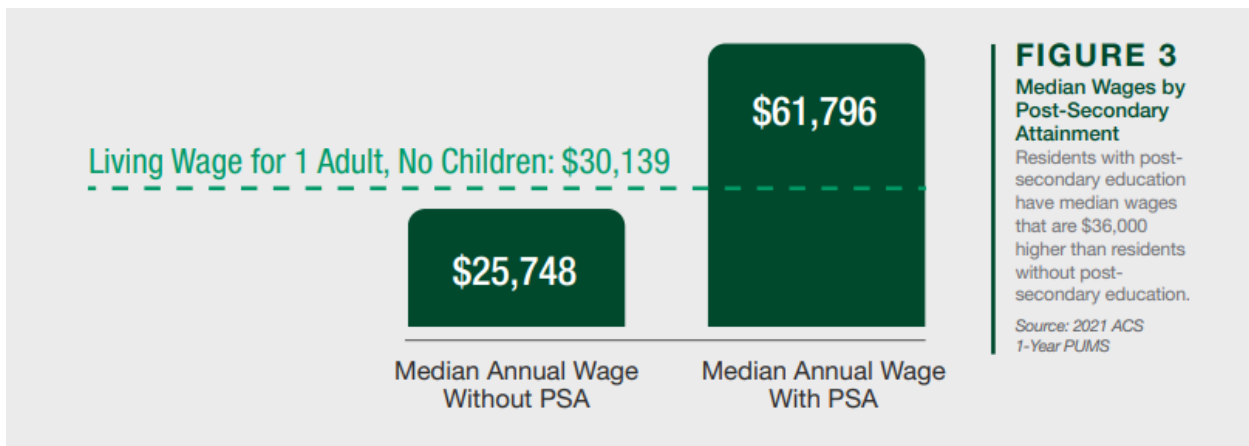 $61,796
Living Wage for 1 Adult, No Children: $30,139
$25,748
Median Annual Wage
Without PSA
Median Annual Wage
With PSA
FIGURE 3
Median Wages by
Post-Secondary
Attainment
Residents with post-
secondary education
have median wages
that are $36,000
higher than residents
without post-
secondary education.
Source: 2021 ACS
1-Year PUMS